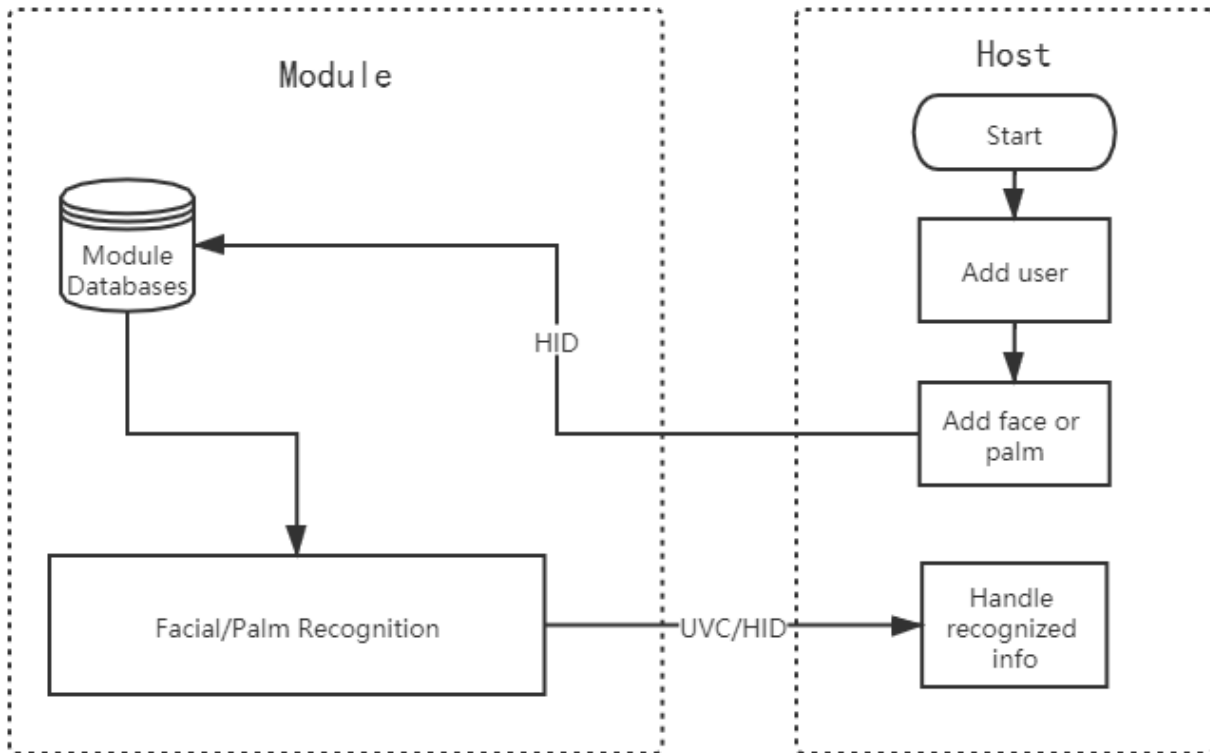 Module
Host
Start
Add user
Module
Databases
HID
Add face or
palm
Facial/Palm Recognition
UVC/HID
Handle
recognized
info